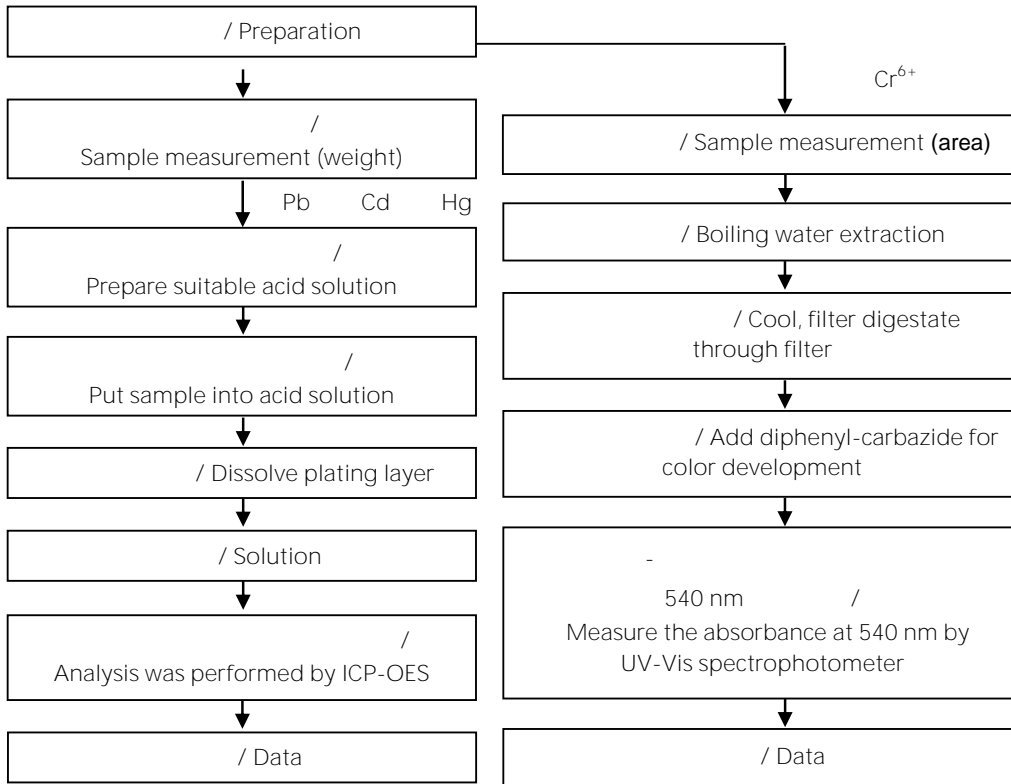 / Preparation
/
Sample measurement (weight)
Pb Cd Hg
/
Prepare suitable acid solution
/
Put sample into acid solution
/ Dissolve plating layer
/ Solution
/
Analysis was performed by ICP-OES
/ Data
Cr⁶⁺
/ Sample measurement (area)
/ Boiling water extraction
/ Cool, filter digestate
through filter
/ Add diphenyl-carbazide for
color development
-
540 nm /
Measure the absorbance at 540 nm by
UV-Vis spectrophotometer
/ Data